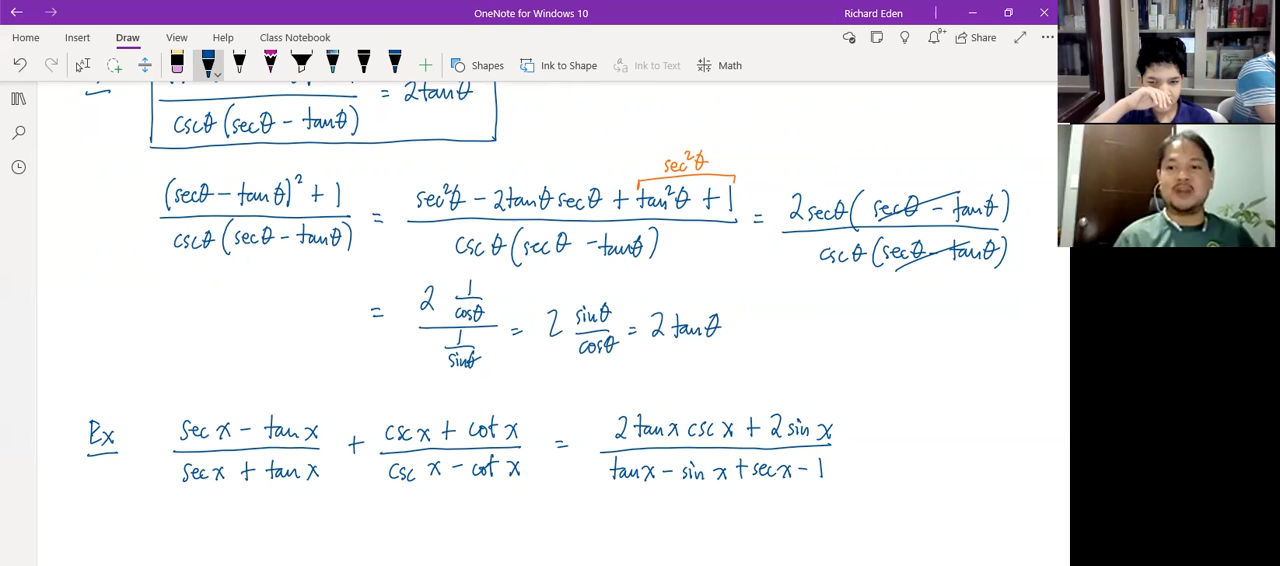 OneNote for Windows 10
Richard Eden
Home Insert Draw View Help Class Notebook Share
Shapes Ink to Shape Ink to Text Math
cscθ(secθ - tanθ) = 2tanθ
sec²θ
(secθ - tanθ)² + 1 / cscθ(secθ - tanθ) = sec²θ - 2tanθ secθ + tan²θ + 1 / cscθ(secθ - tanθ) = 2secθ(secθ - tanθ) / cscθ(secθ - tanθ)
= 2 1/cosθ / 1/sinθ = 2 sinθ/cosθ = 2 tanθ
Ex secx - tanx / secx + tanx + cscx + cotx / cscx - cotx = 2tanx cscx + 2sinx / tanx - sinx + secx - 1